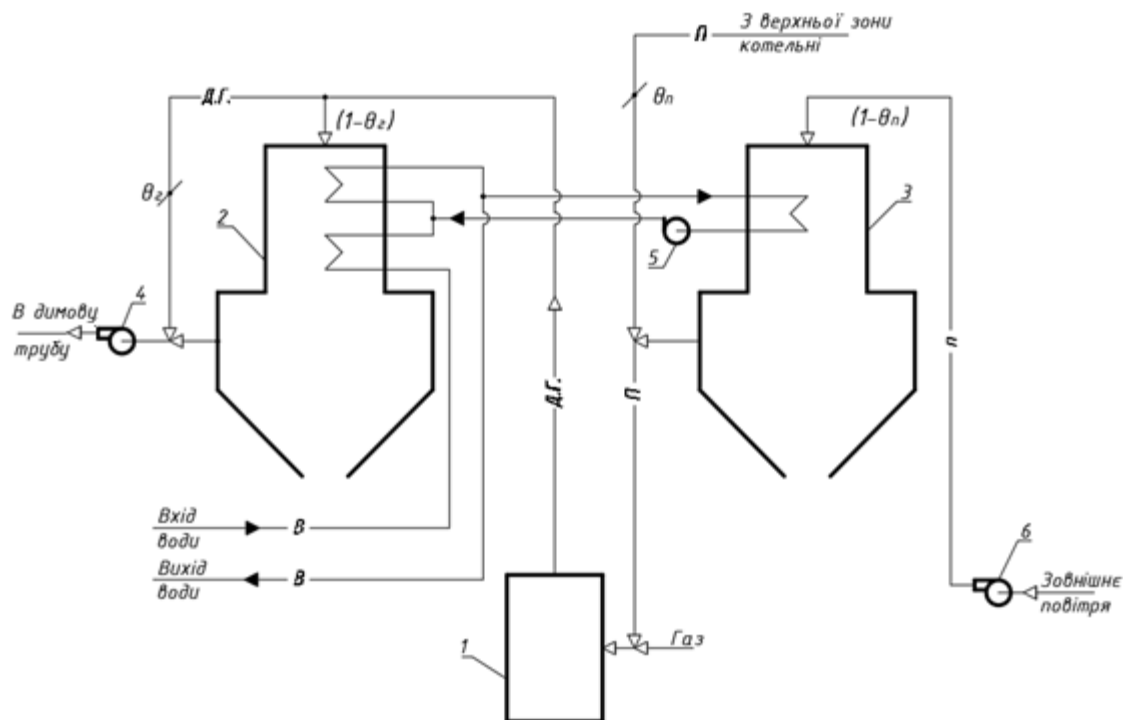 П
З верхньої зони
котельні
Д.Г.
(1-θг)
θп
(1-θп)
θг
2
3
5
В димову
трубу
4
Д.Г.
П
п
Вхід
води
В
Вихід
води
В
6
Зовнішнє
повітря
1
Газ